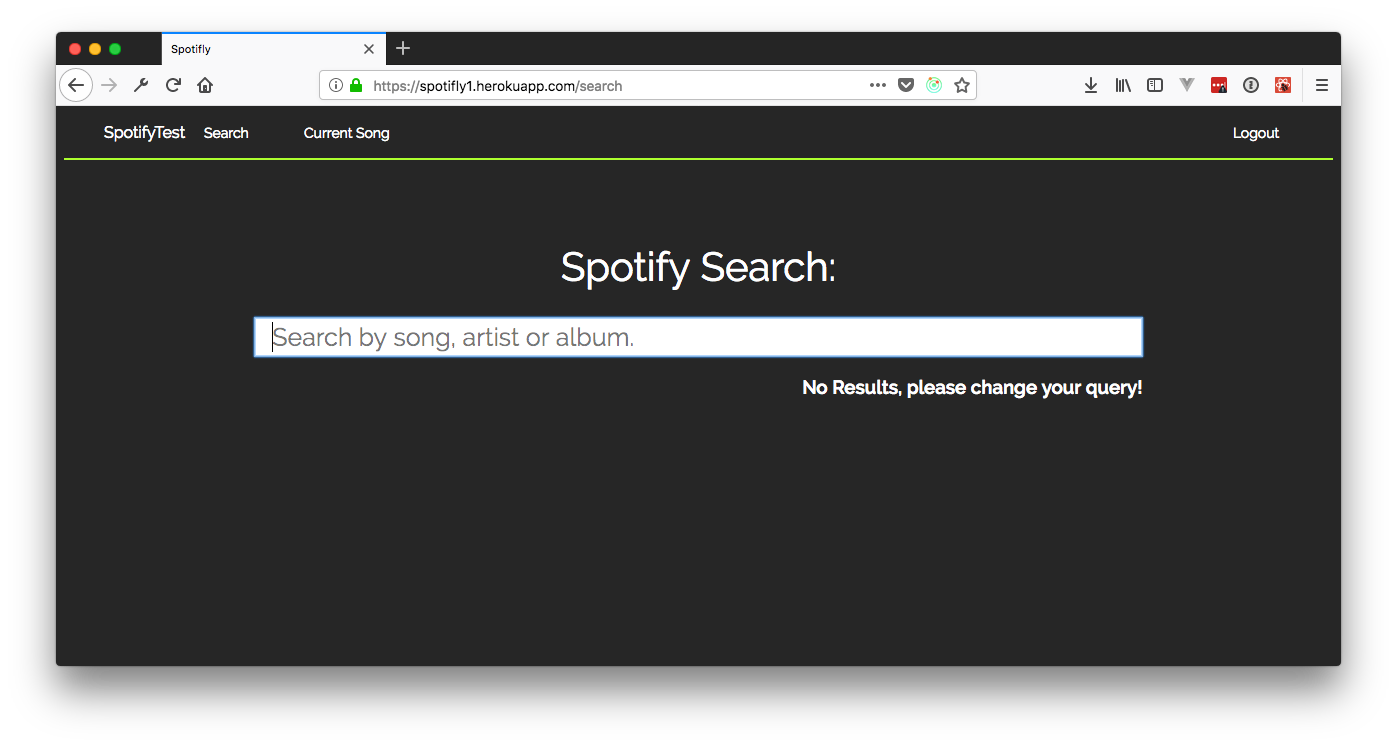 Spotifly
https://spotifly1.herokuapp.com/search
SpotifyTest Search Current Song Logout
Spotify Search:
Search by song, artist or album.
No Results, please change your query!